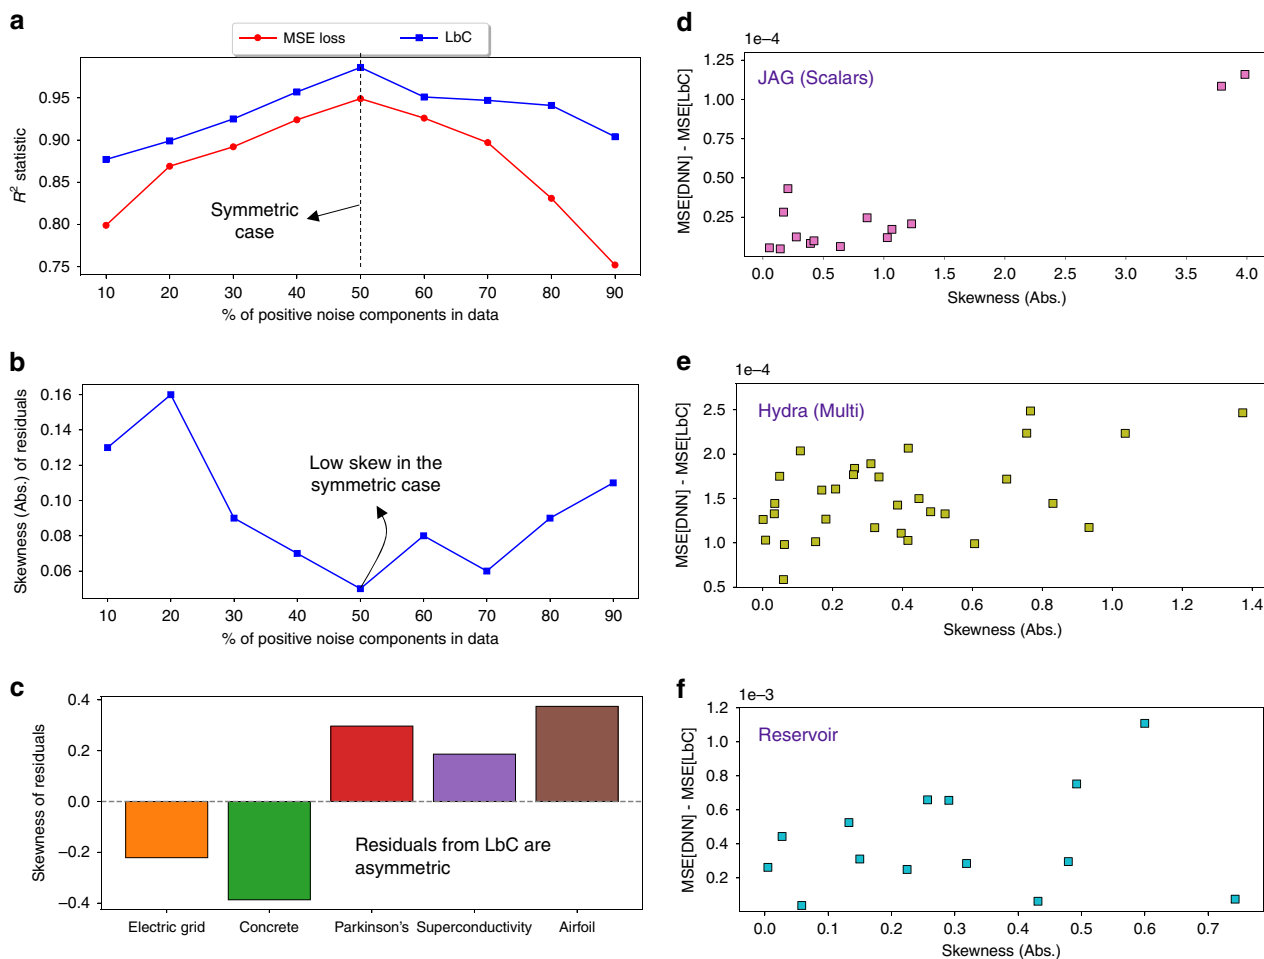 a
MSE loss
LbC
0.95
0.90
0.85
0.80
0.75
R² statistic
Symmetric
case
10 20 30 40 50 60 70 80 90
% of positive noise components in data
b
0.16
0.14
0.12
0.10
0.08
0.06
Skewness (Abs.) of residuals
Low skew in the
symmetric case
10 20 30 40 50 60 70 80 90
% of positive noise components in data
c
0.4
0.2
0.0
−0.2
−0.4
Skewness of residuals
Residuals from LbC are
asymmetric
Electric grid Concrete Parkinson's Superconductivity Airfoil
d
1e−4
1.25
1.00
0.75
0.50
0.25
MSE[DNN] - MSE[LbC]
JAG (Scalars)
0.0 0.5 1.0 1.5 2.0 2.5 3.0 3.5 4.0
Skewness (Abs.)
e
1e−4
2.5
2.0
1.5
1.0
0.5
MSE[DNN] - MSE[LbC]
Hydra (Multi)
0.0 0.2 0.4 0.6 0.8 1.0 1.2 1.4
Skewness (Abs.)
f
1e−3
1.2
1.0
0.8
0.6
0.4
0.2
MSE[DNN] - MSE[LbC]
Reservoir
0.0 0.1 0.2 0.3 0.4 0.5 0.6 0.7
Skewness (Abs.)